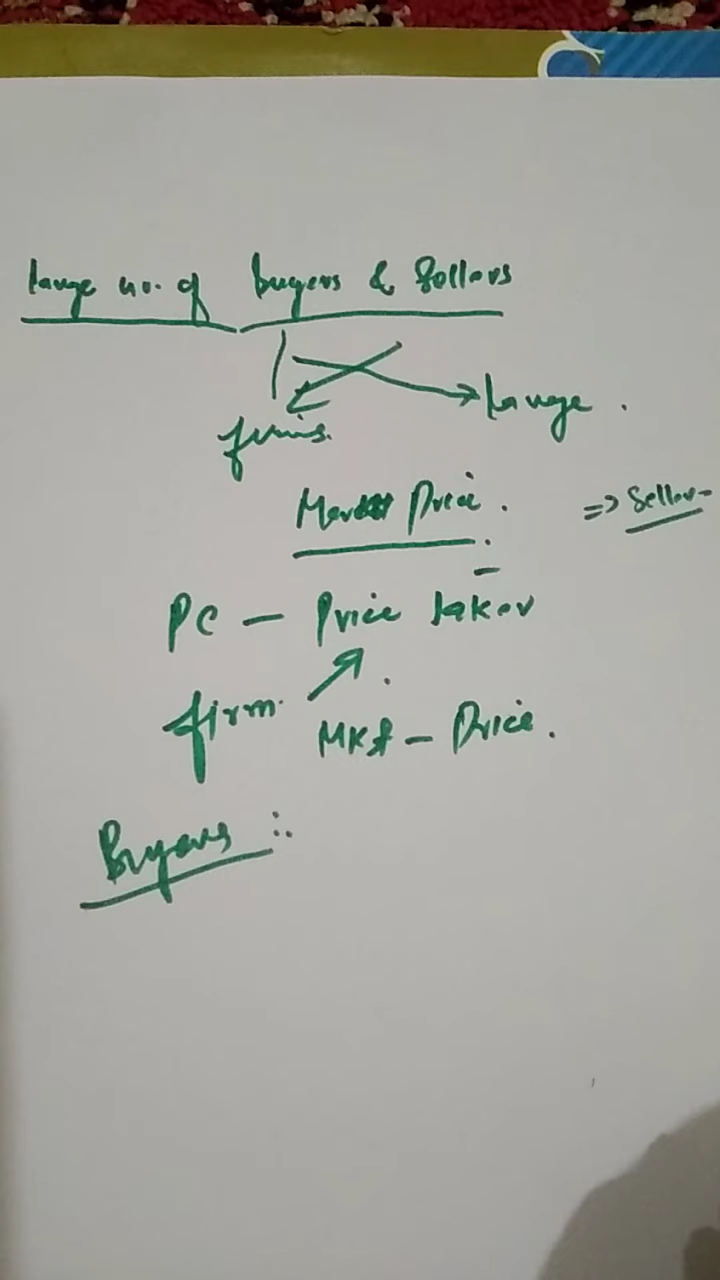 large no. of buyers & Sellers
firms.
large.
Market Price.
=> Seller-
PC - Price taker
firm.
MKt - Price.
Buyers :.